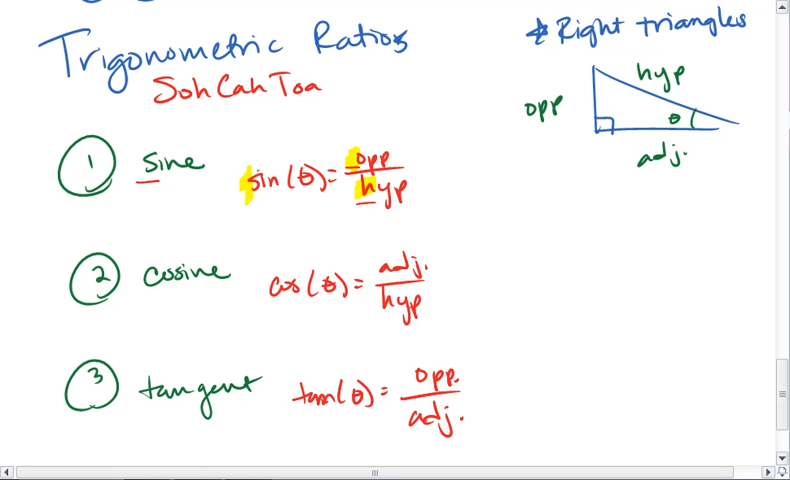 Trigonometric Ratios
SohCahToa
* Right triangles
hyp
opp
θ
adj.
1 sine sin(θ) = opp/hyp
2 cosine cos(θ) = adj./hyp
3 tangent tan(θ) = opp./adj.